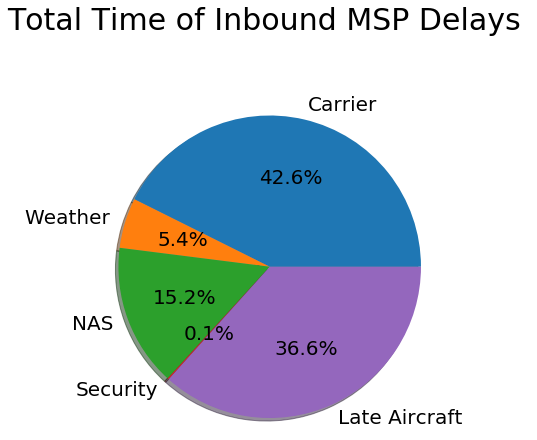 Total Time of Inbound MSP Delays
Carrier
42.6%
Weather
5.4%
15.2%
NAS
0.1%
Security
36.6%
Late Aircraft